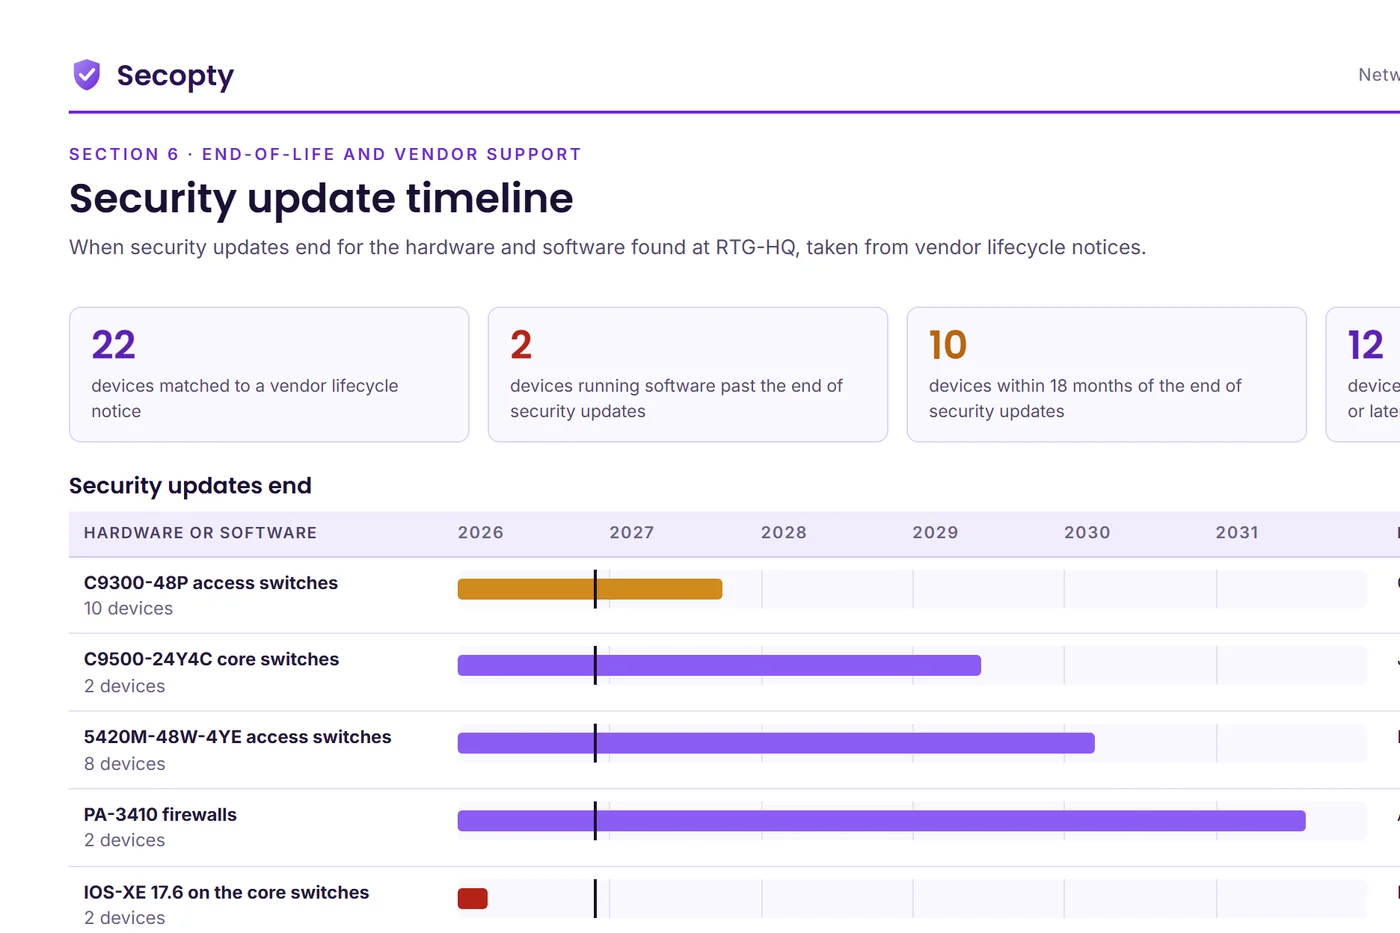 Secopty
SECTION 6 · END-OF-LIFE AND VENDOR SUPPORT
Security update timeline
When security updates end for the hardware and software found at RTG-HQ, taken from vendor lifecycle notices.
22
devices matched to a vendor lifecycle
notice
2
devices running software past the end of
security updates
10
devices within 18 months of the end of
security updates
12
Security updates end
HARDWARE OR SOFTWARE 2026 2027 2028 2029 2030 2031
C9300-48P access switches
10 devices
C9500-24Y4C core switches
2 devices
5420M-48W-4YE access switches
8 devices
PA-3410 firewalls
2 devices
IOS-XE 17.6 on the core switches
2 devices